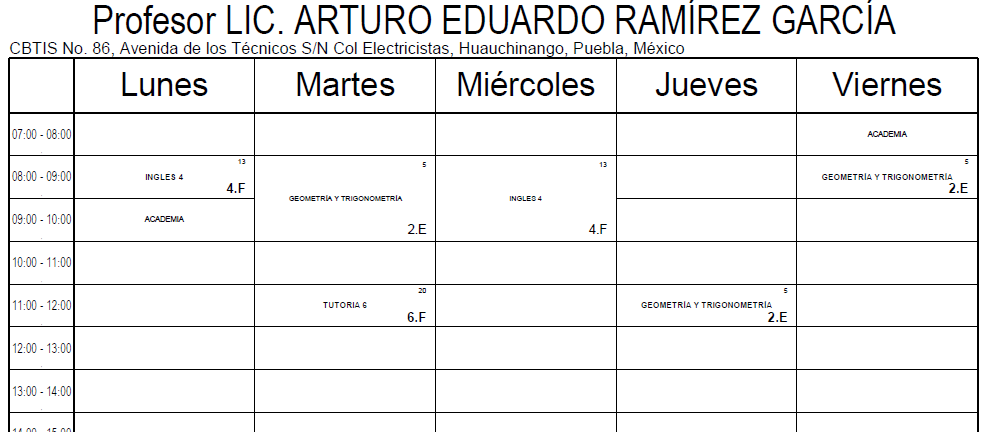 Profesor LIC. ARTURO EDUARDO RAMÍREZ GARCÍA
CBTIS No. 86, Avenida de los Técnicos S/N Col Electricistas, Huauchinango, Puebla, México
Lunes Martes Miércoles Jueves Viernes
07:00 - 08:00 ACADEMIA
13 5 13 5
08:00 - 09:00 INGLES 4 GEOMETRÍA Y TRIGONOMETRÍA
4.F 2.E
GEOMETRÍA Y TRIGONOMETRÍA INGLES 4
09:00 - 10:00 ACADEMIA
2.E 4.F
10:00 - 11:00
20 5
11:00 - 12:00 TUTORIA 6 GEOMETRÍA Y TRIGONOMETRÍA
6.F 2.E
12:00 - 13:00
13:00 - 14:00